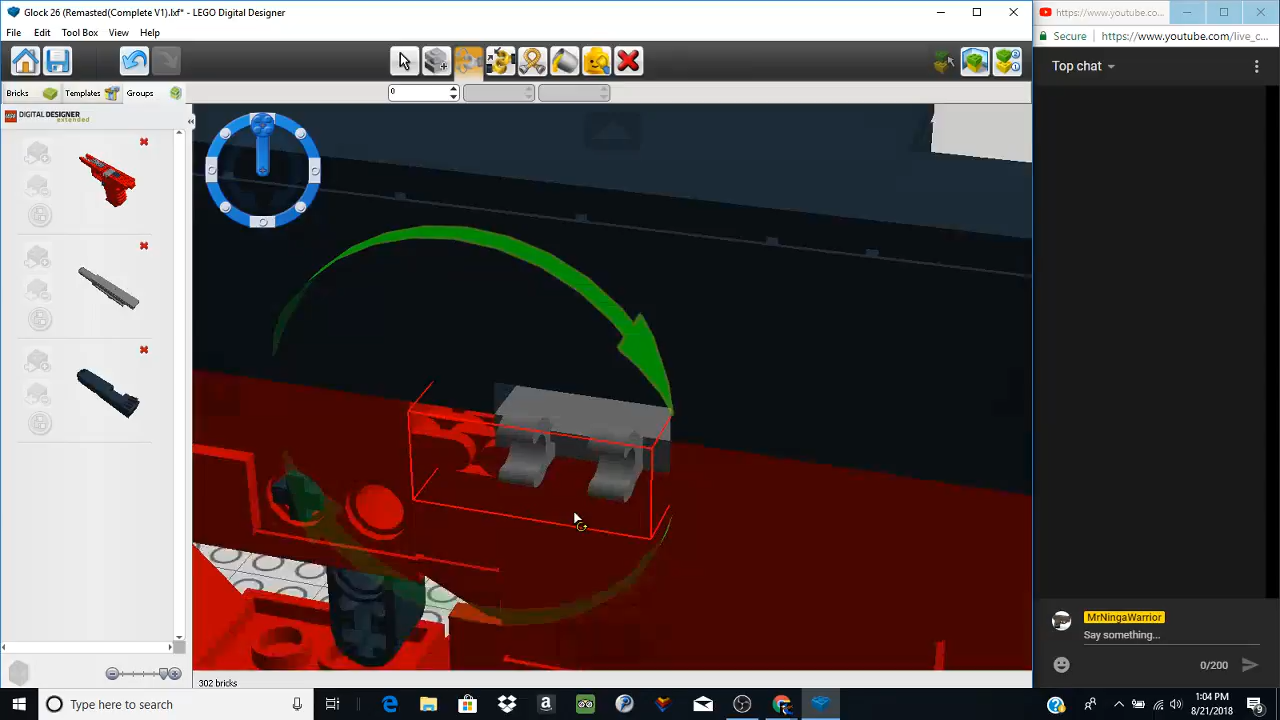 Glock 26 (Remasted(Complete V1).lxf* - LEGO Digital Designer
https://www.youtube.co...
File Edit Tool Box View Help
Secure https://www.youtube.com/live_c...
Top chat
Bricks Templates Groups
0
LEGO DIGITAL DESIGNER
extended
MrNingaWarrior
Say something...
0/200
302 bricks
Type here to search
1:04 PM
8/21/2018